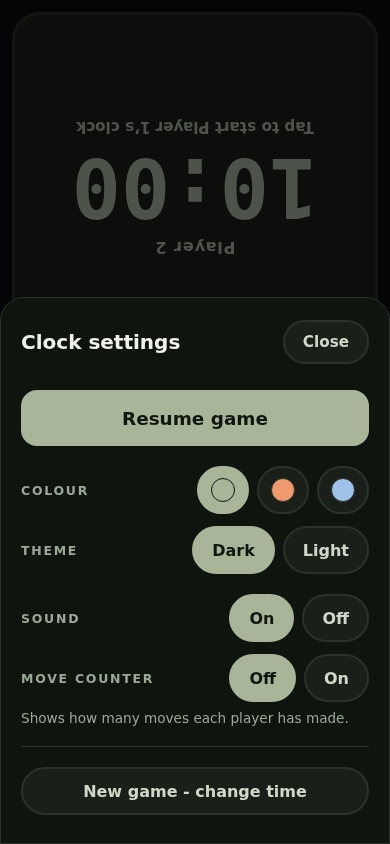 Tap to start Player 1's clock
10:00
Player 2
Clock settings
Close
Resume game
COLOUR
THEME
Dark
Light
SOUND
On
Off
MOVE COUNTER
Off
On
Shows how many moves each player has made.
New game - change time